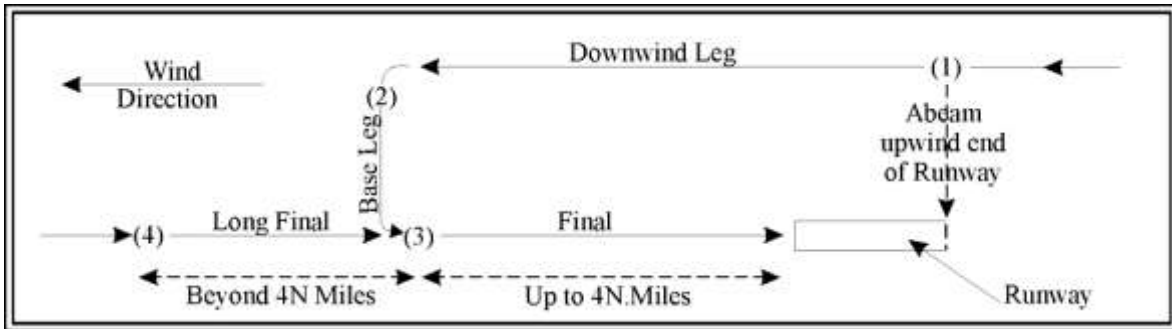 Downwind Leg
Wind
Direction
(1)
(2)
Abeam
upwind end
of Runway
Base Leg
Long Final
Final
(4)
(3)
Beyond 4N Miles
Up to 4N.Miles
Runway